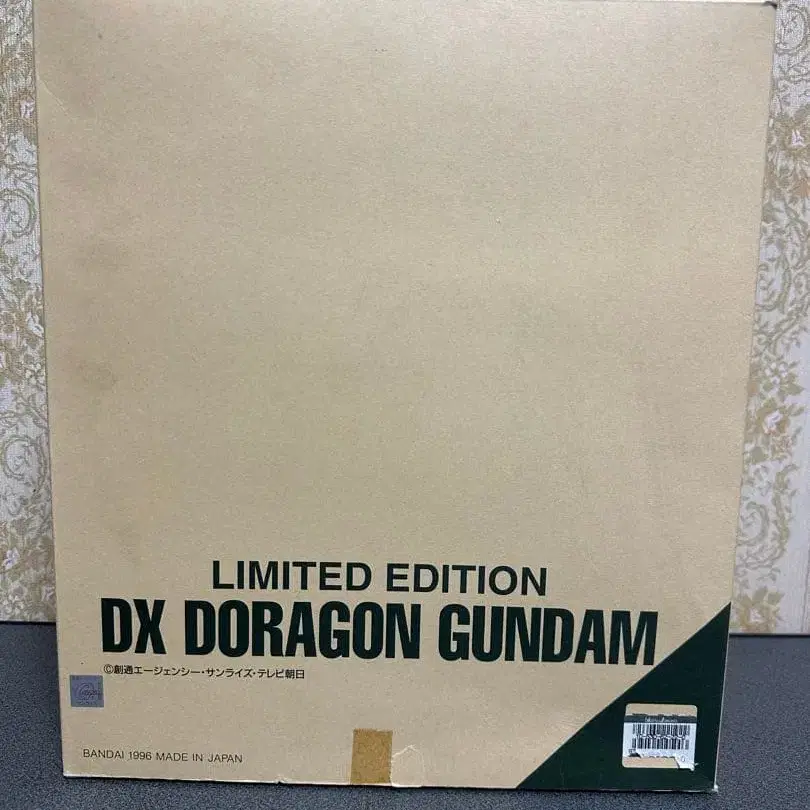 LIMITED EDITION
DX DORAGON GUNDAM
©創通エージェンシー・サンライズ・テレビ朝日
BANDAI 1996 MADE IN JAPAN